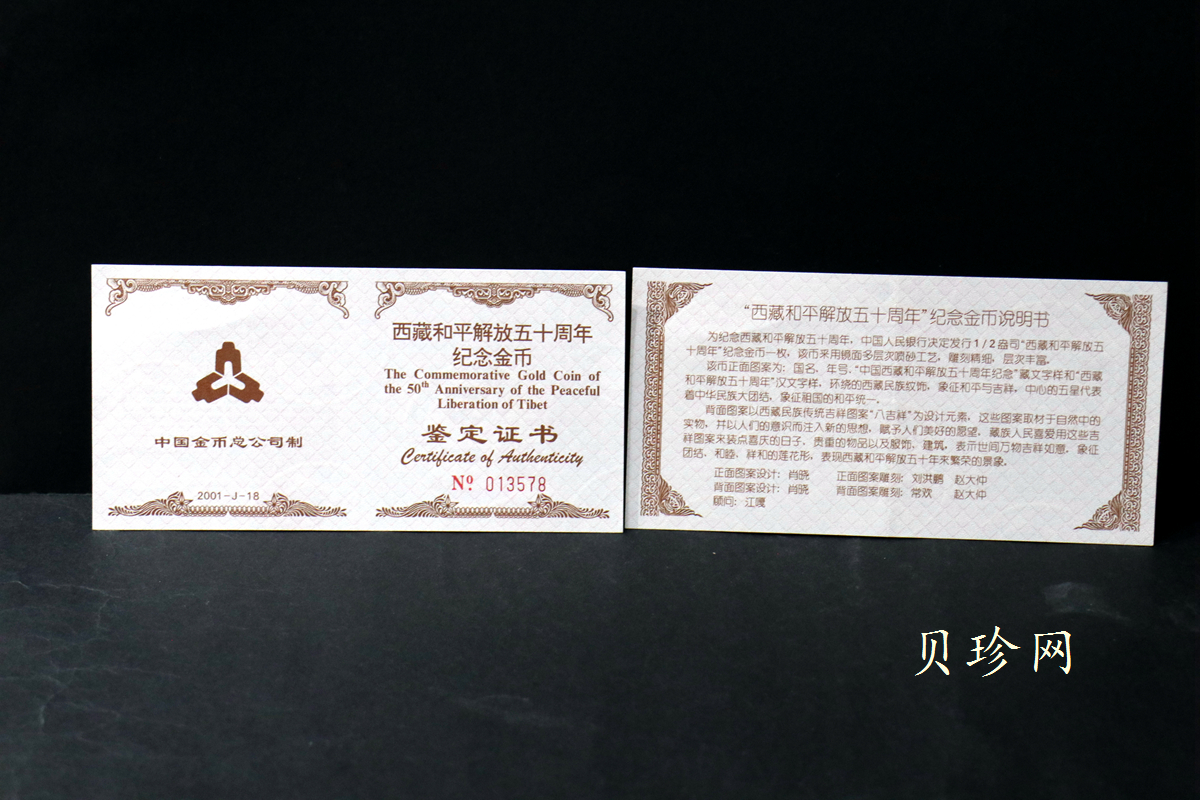 中国金币总公司制
2001-J-18
西藏和平解放五十周年
纪念金币
The Commemorative Gold Coin of
the 50th Anniversary of the Peaceful
Liberation of Tibet
鉴定证书
Certificate of Authenticity
No 013578
“西藏和平解放五十周年”纪念金币说明书
为纪念西藏和平解放五十周年，中国人民银行决定发行1/2盎司“西藏和平解放五
十周年”纪念金币一枚，该币采用镜面多层次喷砂工艺，雕刻精细，层次丰富。
该币正面图案为：国名、年号，“中国西藏和平解放五十周年纪念”藏文字样和“西藏
和平解放五十周年”汉文字样，环绕的西藏民族纹饰，象征和平与吉祥，中心的五星代表
着中华民族大团结，象征祖国的和平统一。
背面图案以西藏民族传统吉祥图案“八吉祥”为设计元素，这些图案取材于自然中的
实物，并以人们的意识而注入新的思想，赋予人们美好的愿望，藏族人民喜爱用这些吉
祥图案来装点喜庆的日子、贵重的物品以及服饰、建筑，表示世间万物吉祥如意，象征
团结、和睦、祥和的莲花形，表现西藏和平解放五十年来繁荣的景象。
正面图案设计：肖晓 正面图案雕刻：刘洪鹏 赵大仲
背面图案设计：肖晓 背面图案雕刻：常欢 赵大仲
顾问：江嘎
贝珍网